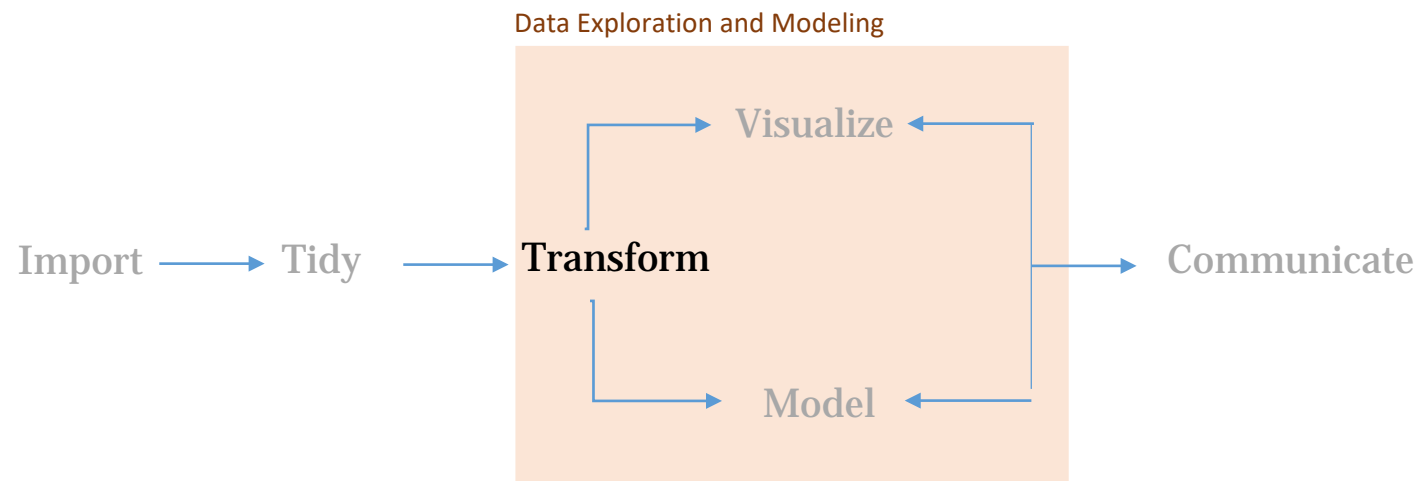 Data Exploration and Modeling
Visualize
Import
Tidy
Transform
Communicate
Model